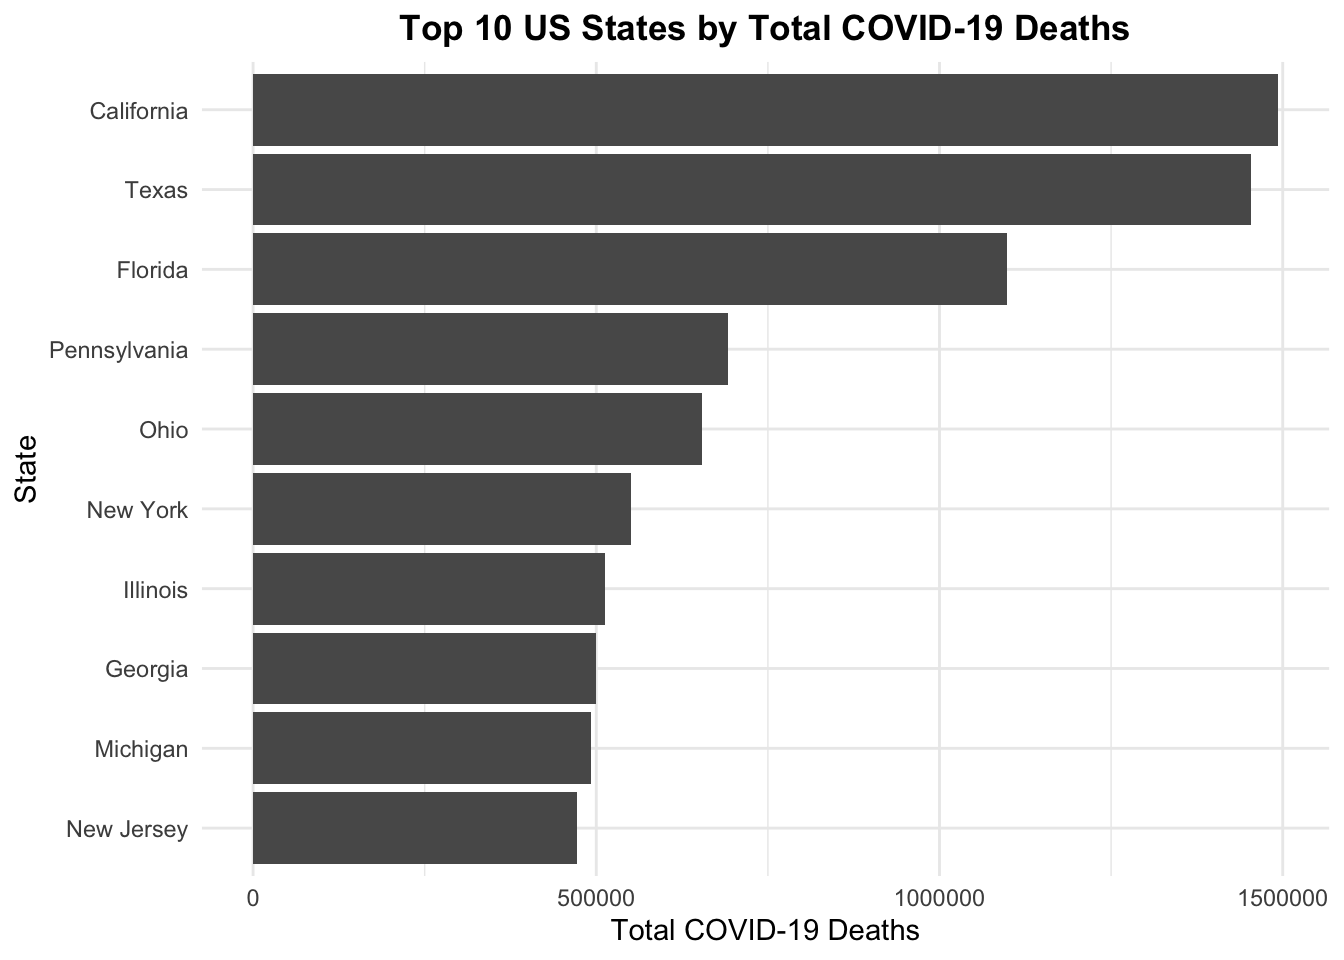 Top 10 US States by Total COVID-19 Deaths
State
California
Texas
Florida
Pennsylvania
Ohio
New York
Illinois
Georgia
Michigan
New Jersey
0 500000 1000000 1500000
Total COVID-19 Deaths